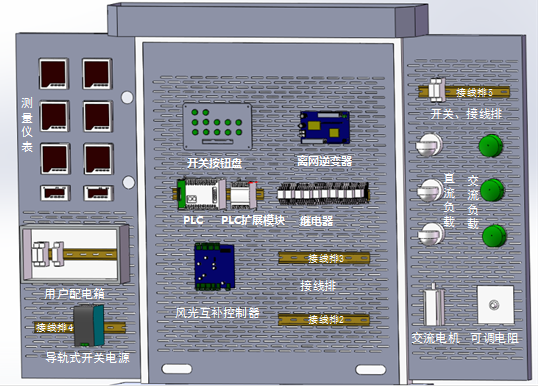 测量仪表
用户配电箱
接线排4
导轨式开关电源
开关按钮盘
离网逆变器
PLC
PLC扩展模块
继电器
风光互补控制器
接线排3
接线排
接线排2
接线排5
开关、接线排
直流负载
交流负载
交流电机
可调电阻